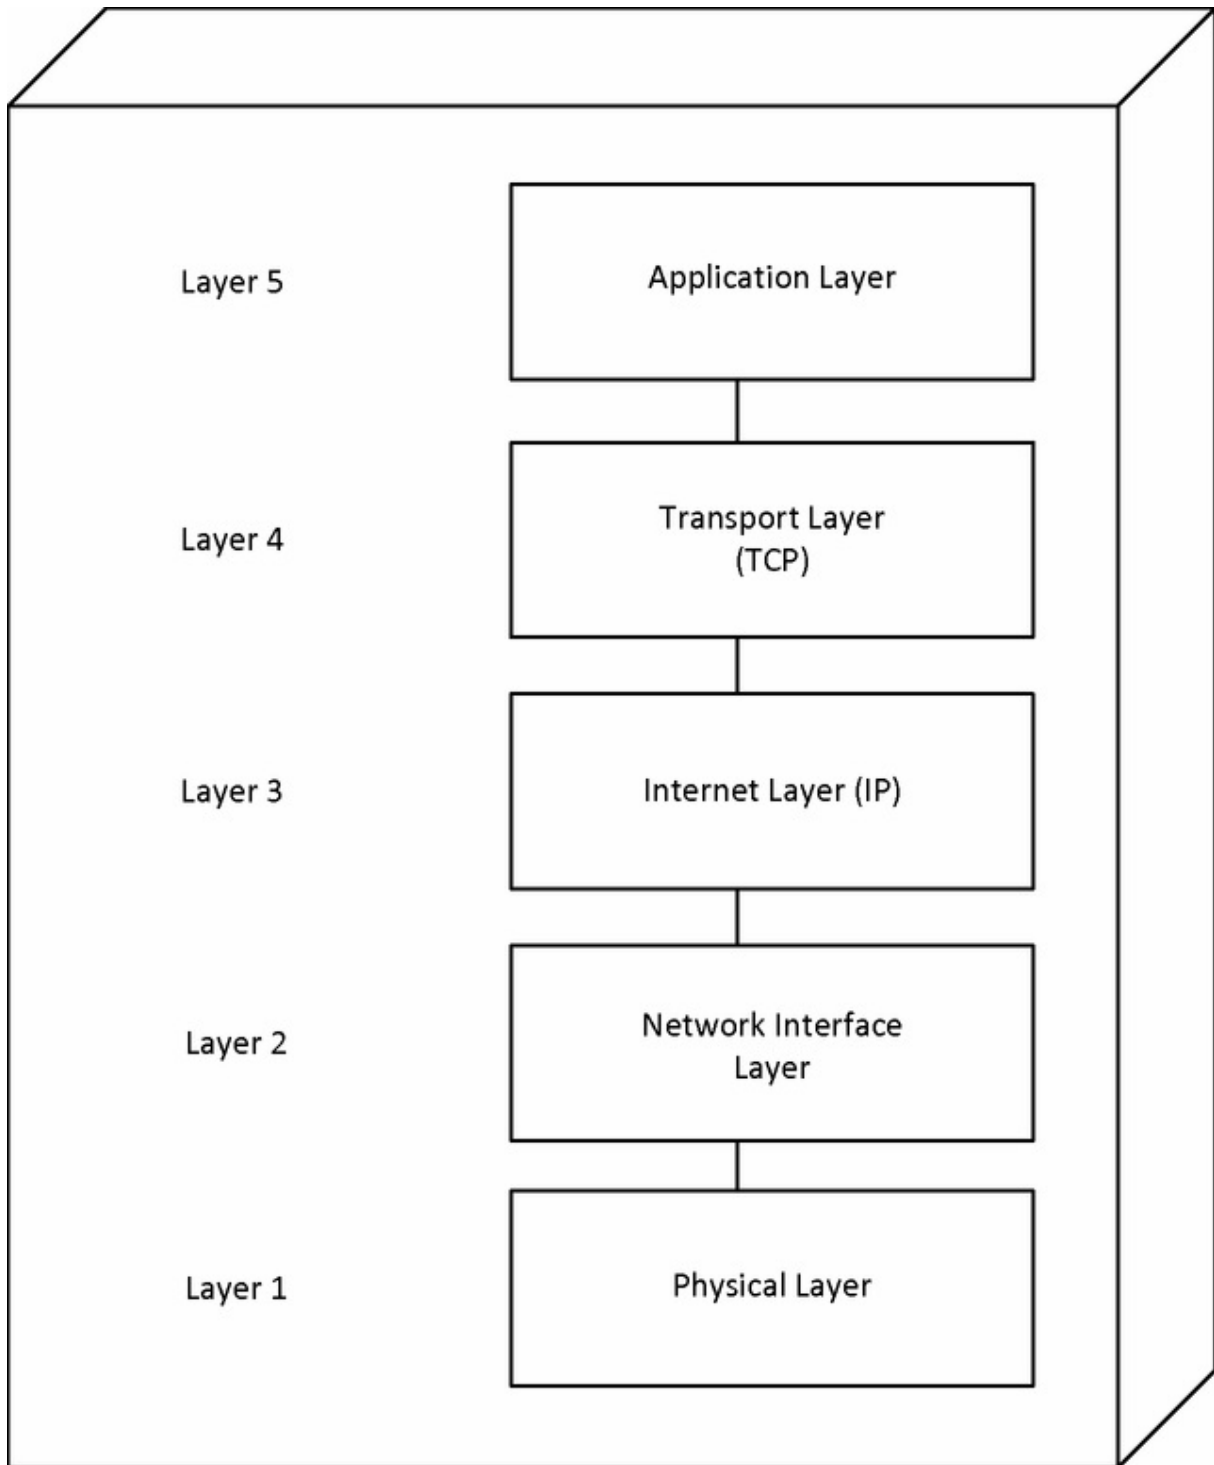 Layer 5
Application Layer
Layer 4
Transport Layer
(TCP)
Layer 3
Internet Layer (IP)
Layer 2
Network Interface
Layer
Layer 1
Physical Layer